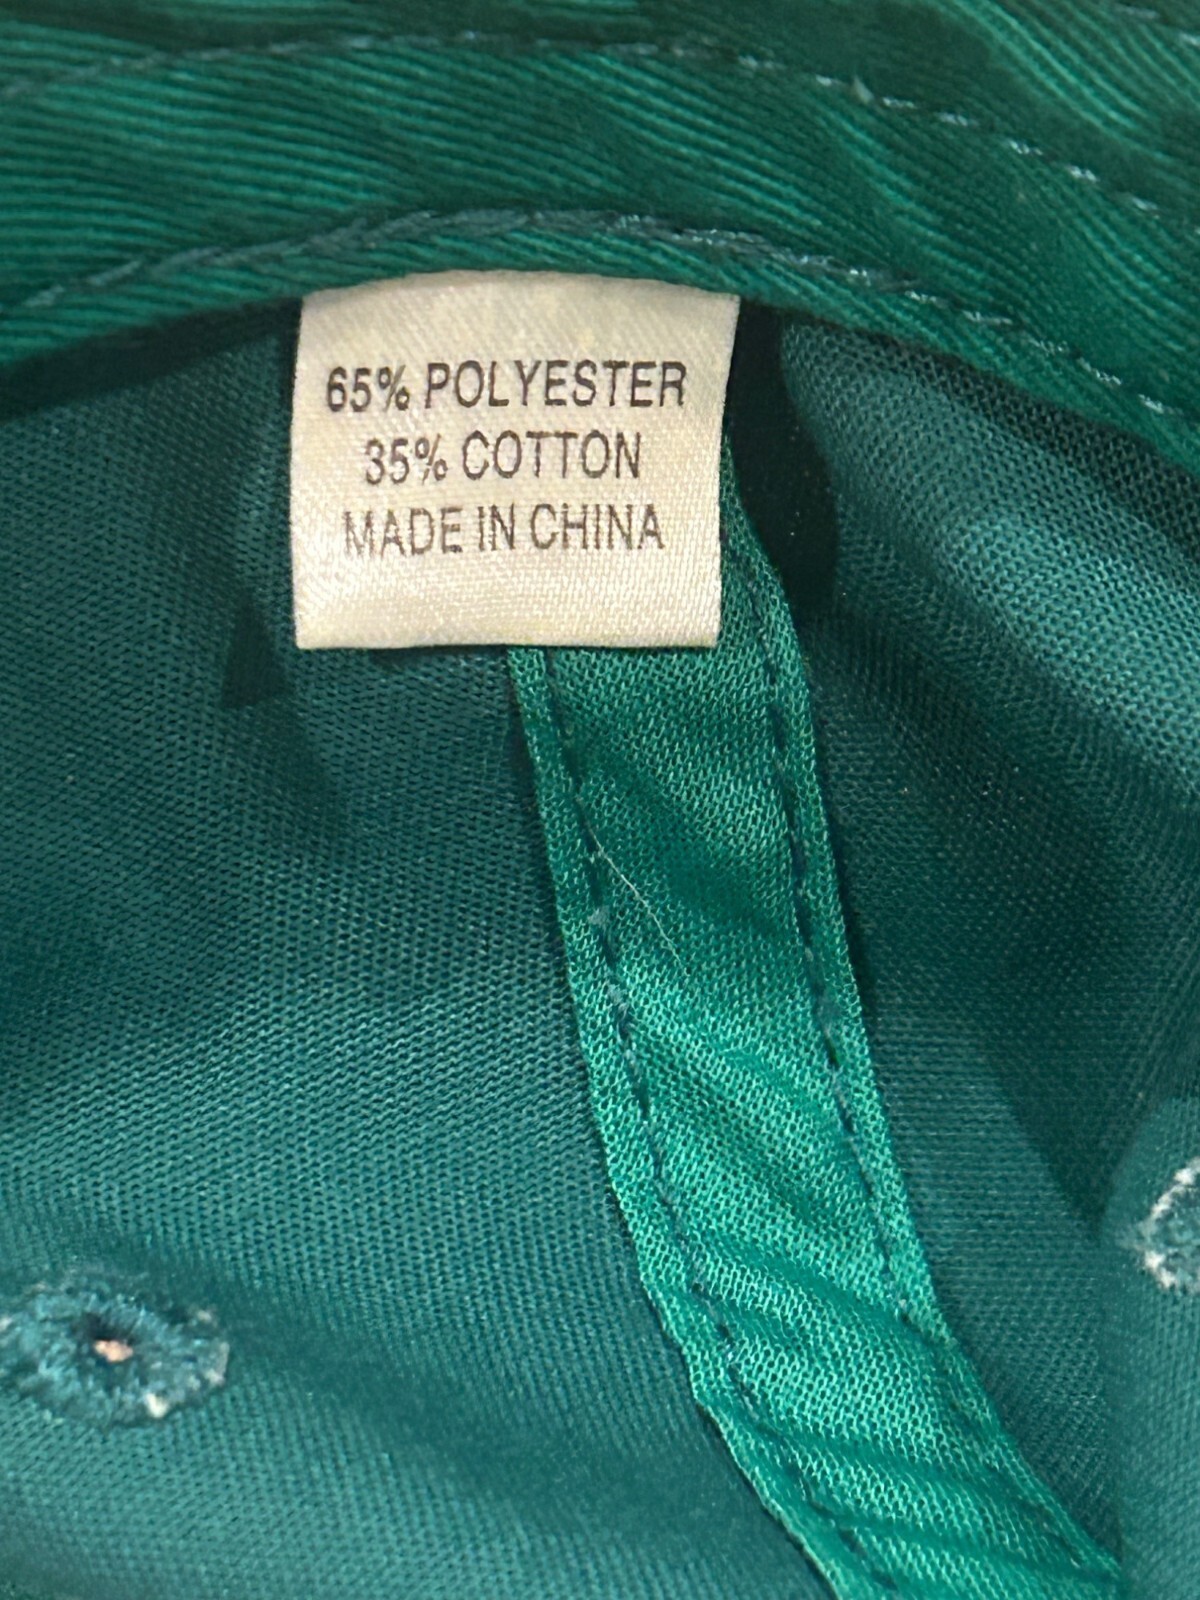 65% POLYESTER
35% COTTON
MADE IN CHINA